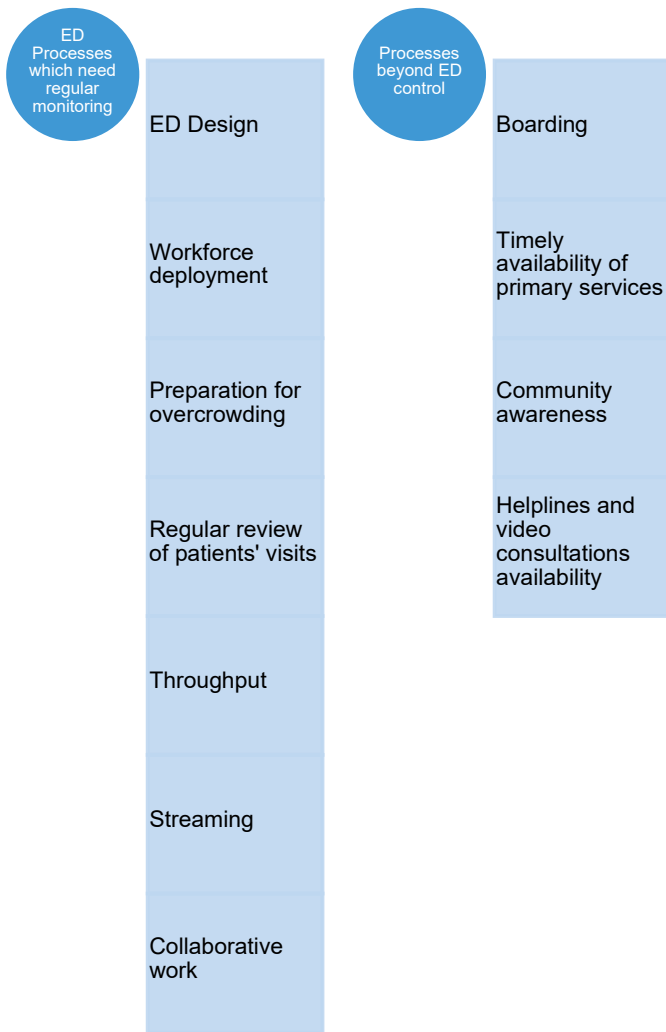 ED
Processes
which need
regular
monitoring
ED Design
Workforce
deployment
Preparation for
overcrowding
Regular review
of patients' visits
Throughput
Streaming
Collaborative
work
Processes
beyond ED
control
Boarding
Timely
availability of
primary services
Community
awareness
Helplines and
video
consultations
availability